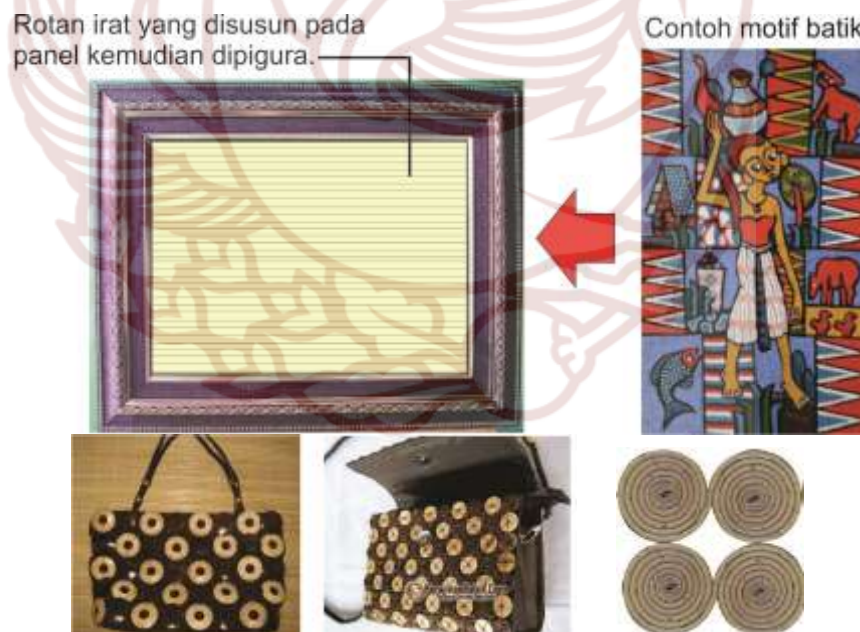 Rotan irat yang disusun pada
panel kemudian dipigura.
Contoh motif batik